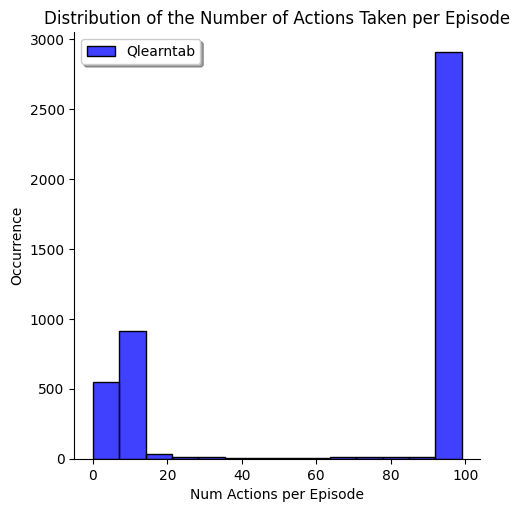 Distribution of the Number of Actions Taken per Episode
Qlearntab
3000
2500
2000
1500
1000
500
0
Occurrence
0 20 40 60 80 100
Num Actions per Episode